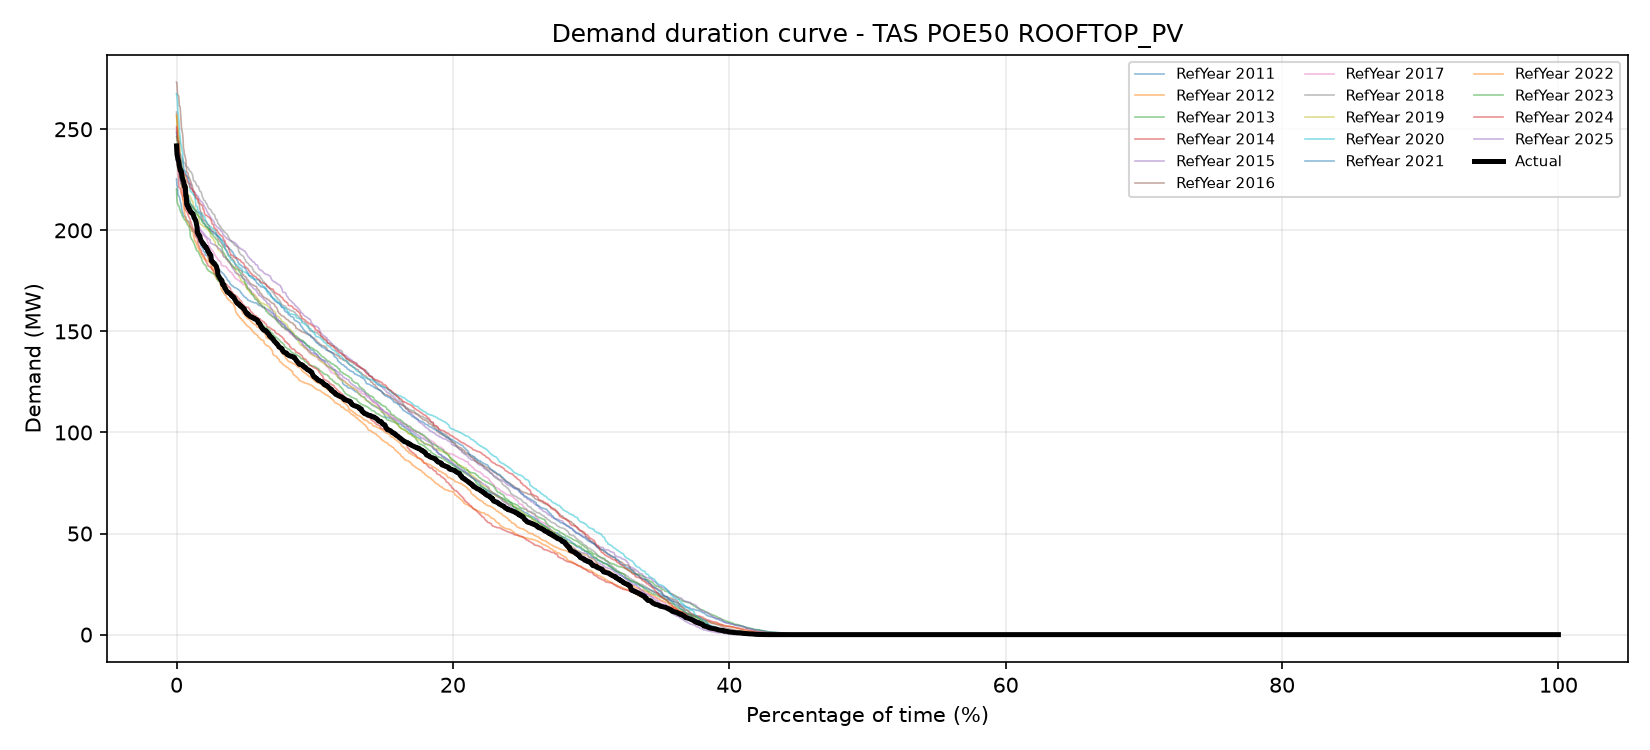 Demand duration curve - TAS POE50 ROOFTOP_PV
RefYear 2011
RefYear 2012
RefYear 2013
RefYear 2014
RefYear 2015
RefYear 2016
RefYear 2017
RefYear 2018
RefYear 2019
RefYear 2020
RefYear 2021
RefYear 2022
RefYear 2023
RefYear 2024
RefYear 2025
Actual
Demand (MW)
250
200
150
100
50
0
0 20 40 60 80 100
Percentage of time (%)